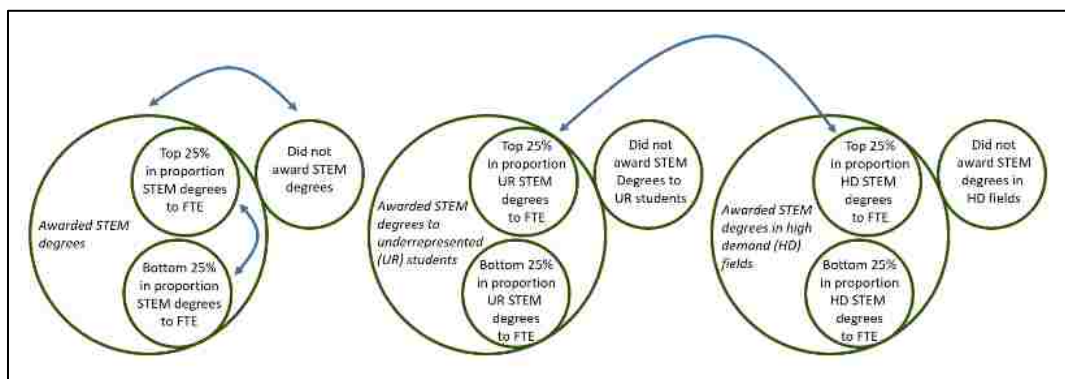 Awarded STEM
degrees
Top 25%
in proportion
STEM degrees
to FTE
Bottom 25%
in proportion
STEM degrees
to FTE
Did not
award STEM
degrees
Awarded STEM
degrees to
underrepresented
(UR) students
Top 25%
in proportion
UR STEM
degrees
to FTE
Bottom 25%
in proportion
UR STEM
degrees
to FTE
Did not
award STEM
Degrees to
UR students
Awarded STEM
degrees in high
demand (HD)
fields
Top 25%
in proportion
HD STEM
degrees
to FTE
Bottom 25%
in proportion
HD STEM
degrees
to FTE
Did not
award STEM
degrees in
HD fields